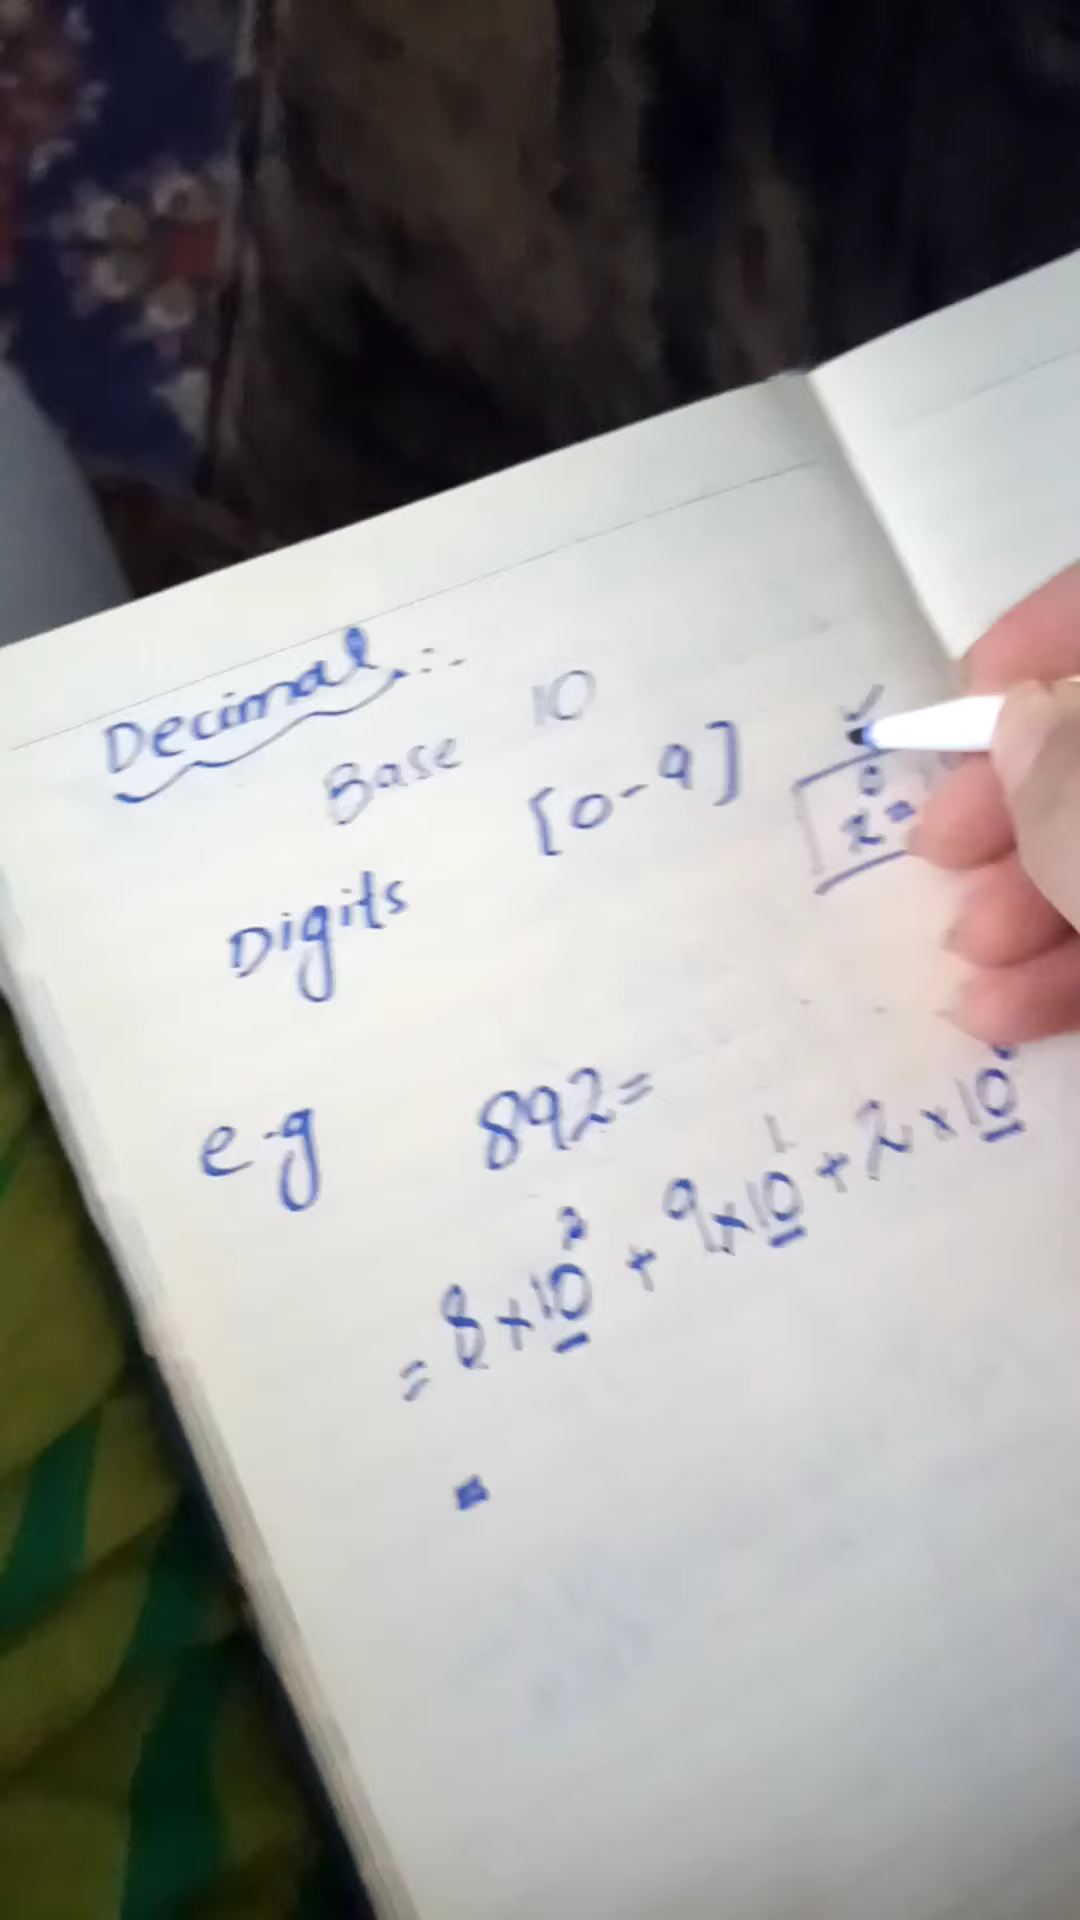 Decimal :-
Base 10
Digits [0-9]
e.g 892=
= 8×10² + 9×10¹ + 2×10